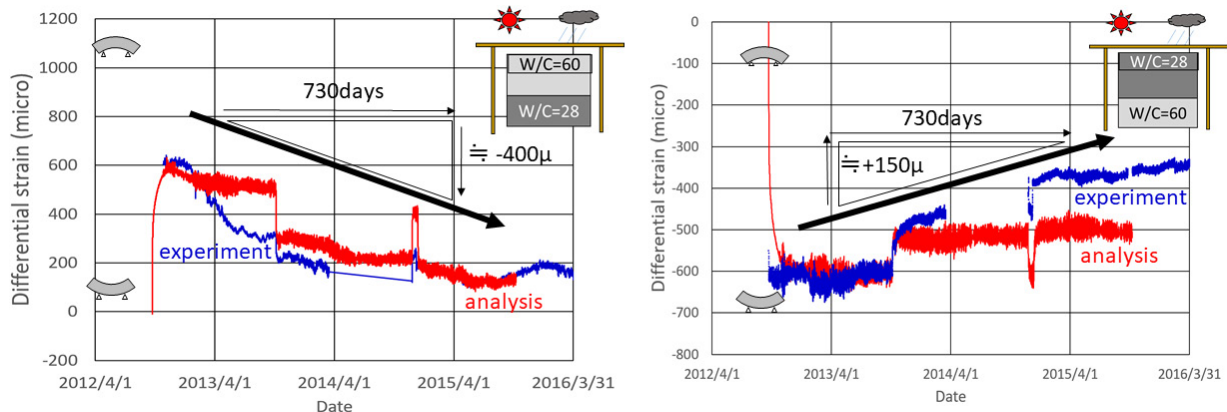 1200
1000
800
600
400
200
0
-200
Differential strain (micro)
2012/4/1
2013/4/1
2014/4/1
2015/4/1
2016/3/31
Date
730days
≒ -400μ
W/C=60
W/C=28
experiment
analysis
0
-100
-200
-300
-400
-500
-600
-700
-800
Differential strain (micro)
2012/4/1
2013/4/1
2014/4/1
2015/4/1
2016/3/31
Date
730days
≒+150μ
W/C=28
W/C=60
experiment
analysis